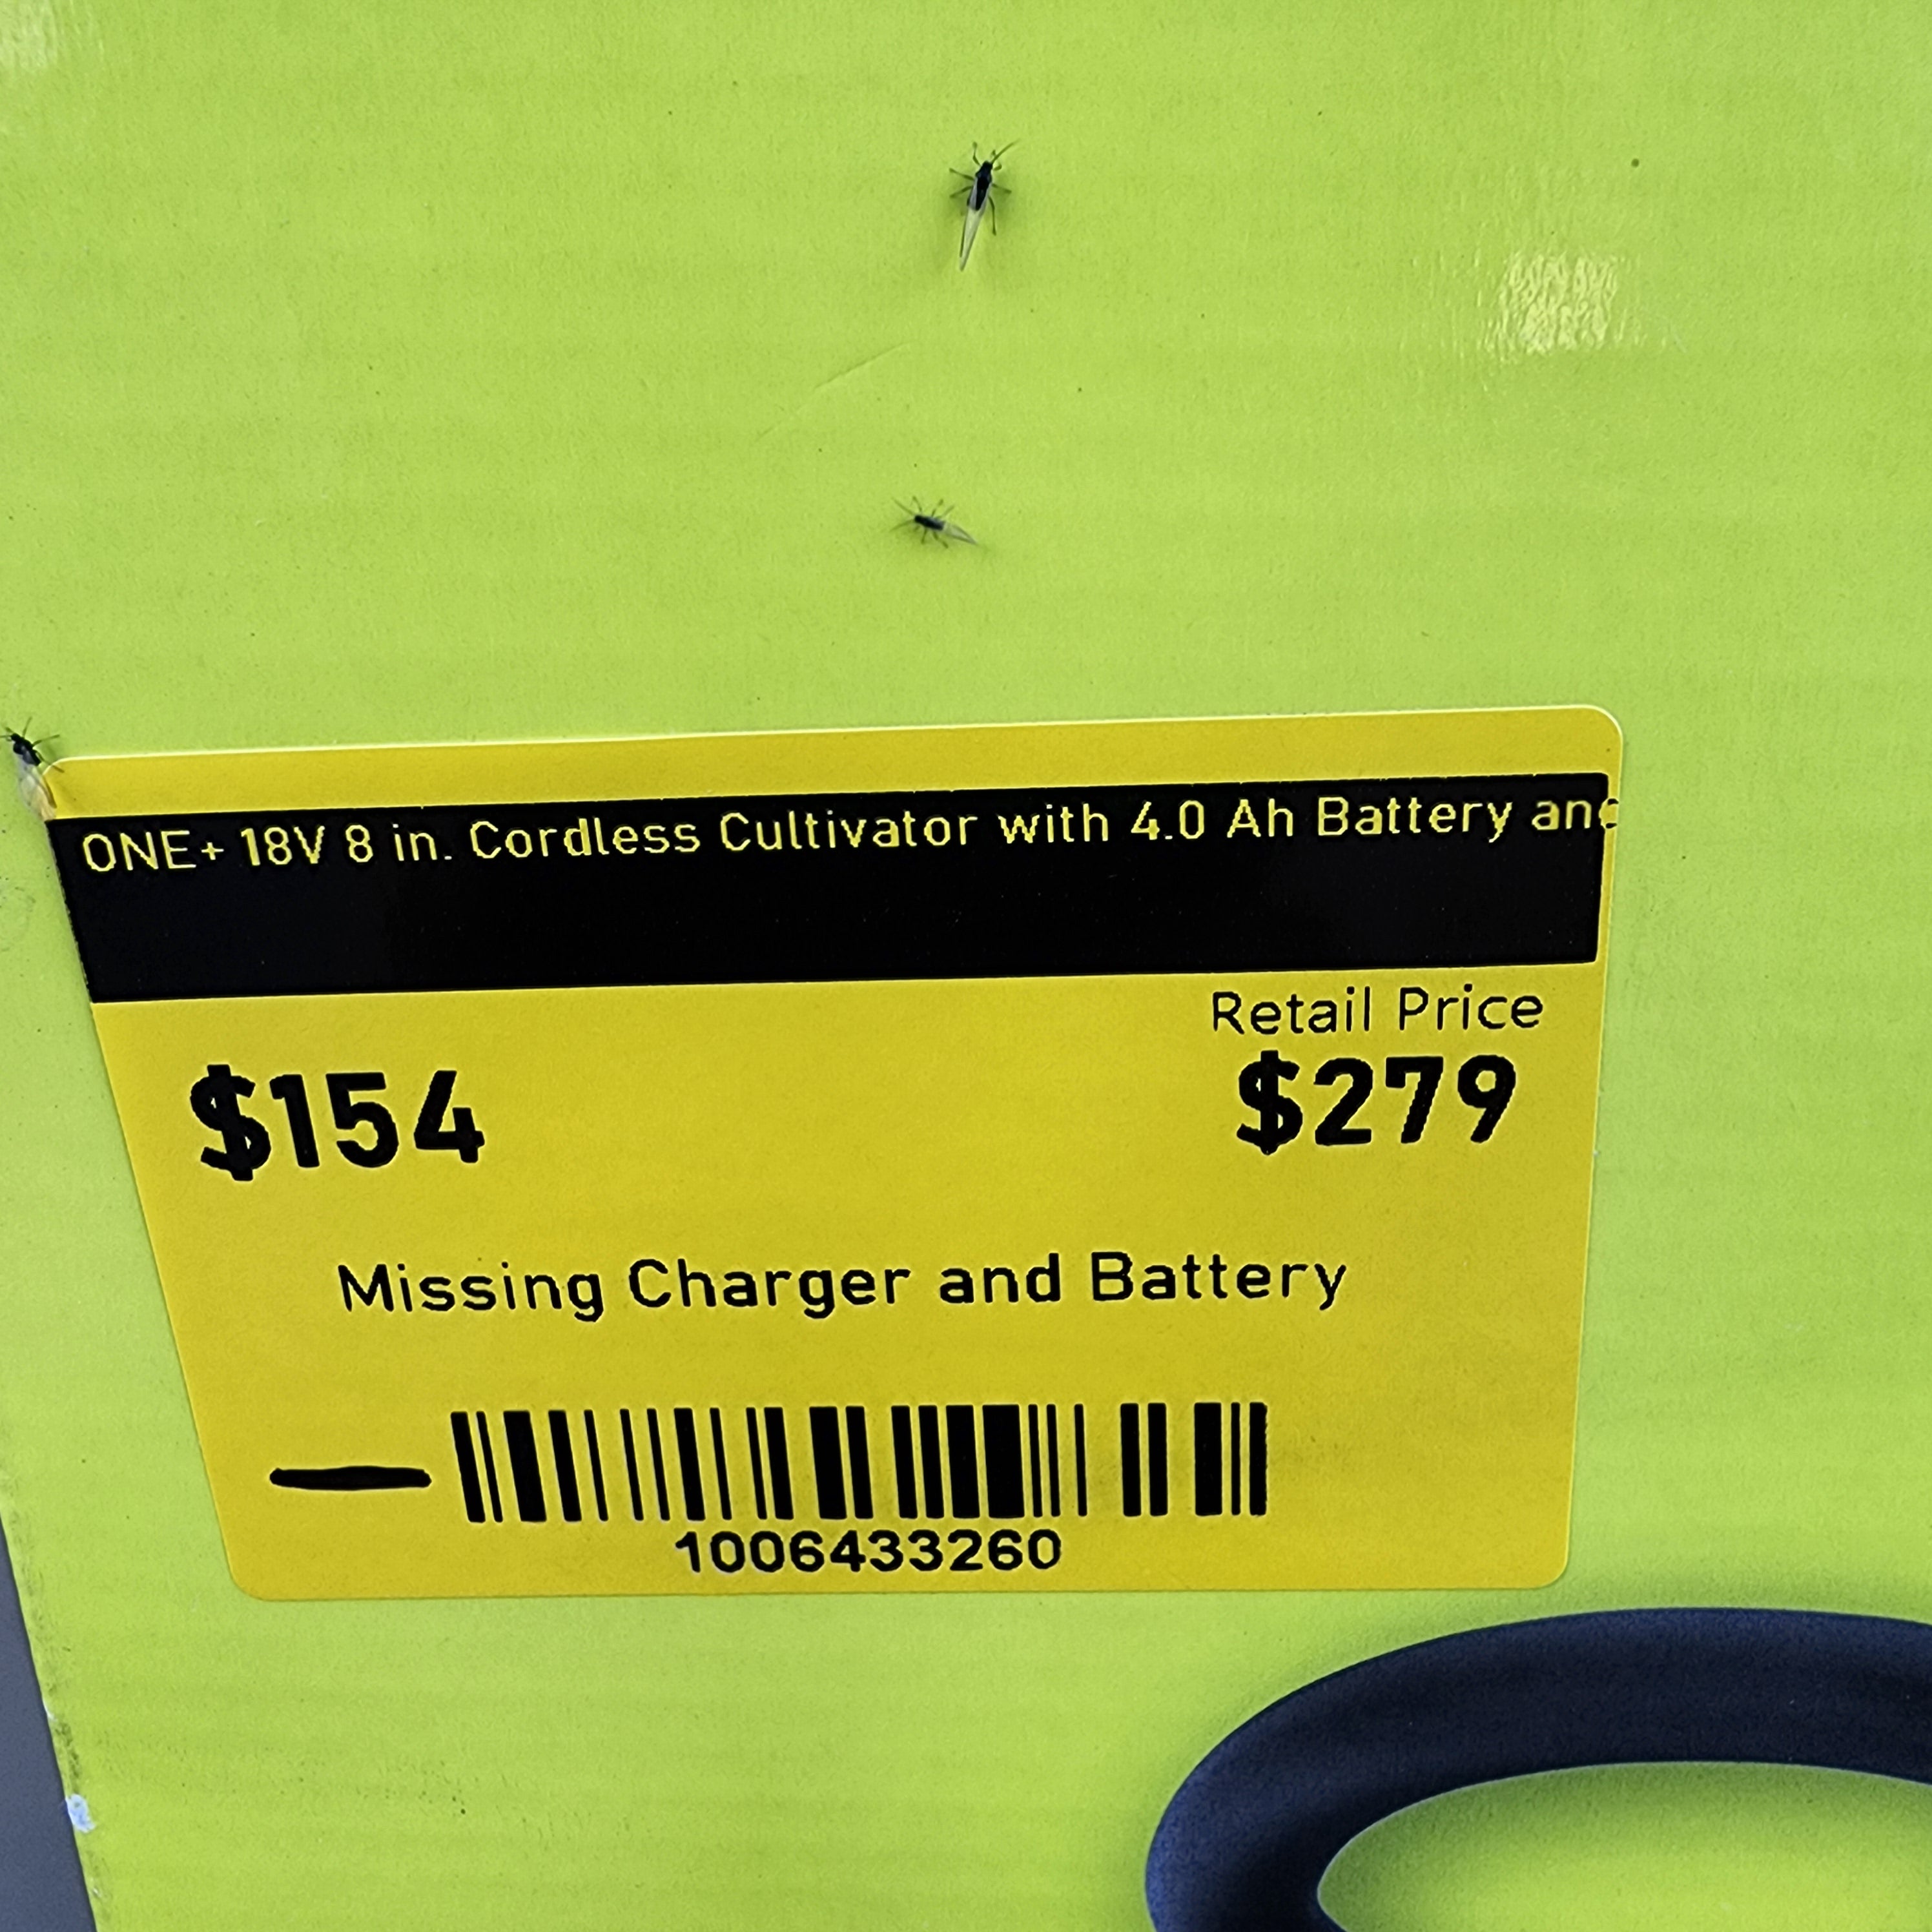 ONE+ 18V 8 in. Cordless Cultivator with 4.0 Ah Battery and
Retail Price
$154 $279
Missing Charger and Battery
1006433260